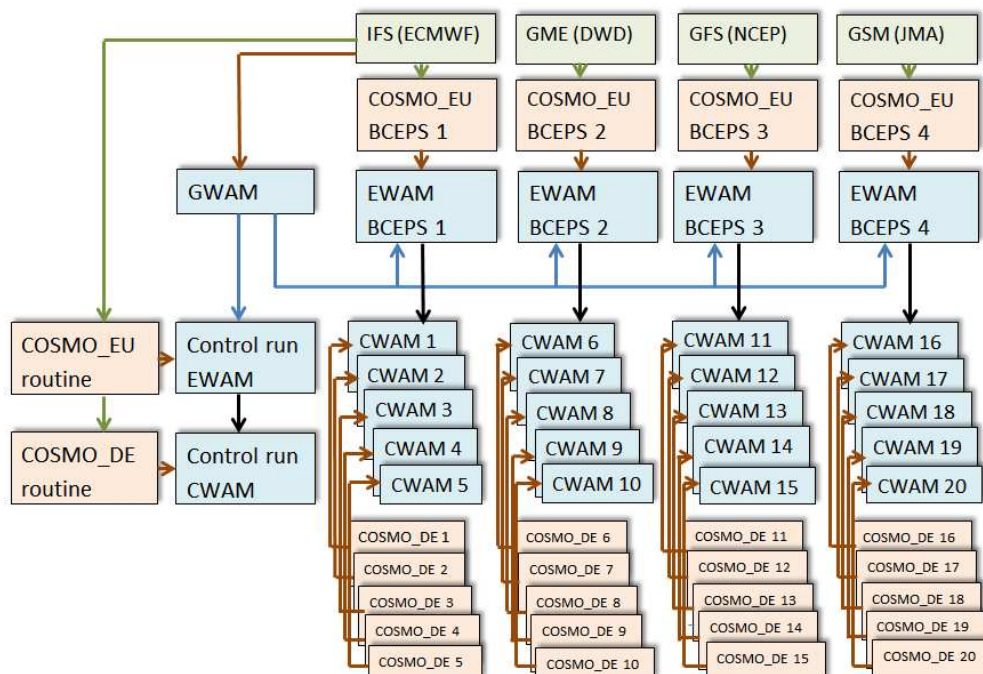 IFS (ECMWF)
GME (DWD)
GFS (NCEP)
GSM (JMA)
COSMO_EU
BCEPS 1
COSMO_EU
BCEPS 2
COSMO_EU
BCEPS 3
COSMO_EU
BCEPS 4
GWAM
EWAM
BCEPS 1
EWAM
BCEPS 2
EWAM
BCEPS 3
EWAM
BCEPS 4
COSMO_EU
routine
Control run
EWAM
COSMO_DE
routine
Control run
CWAM
CWAM 1
CWAM 2
CWAM 3
CWAM 4
CWAM 5
CWAM 6
CWAM 7
CWAM 8
CWAM 9
CWAM 10
CWAM 11
CWAM 12
CWAM 13
CWAM 14
CWAM 15
CWAM 16
CWAM 17
CWAM 18
CWAM 19
CWAM 20
COSMO_DE 1
COSMO_DE 2
COSMO_DE 3
COSMO_DE 4
COSMO_DE 5
COSMO_DE 6
COSMO_DE 7
COSMO_DE 8
COSMO_DE 9
COSMO_DE 10
COSMO_DE 11
COSMO_DE 12
COSMO_DE 13
COSMO_DE 14
COSMO_DE 15
COSMO_DE 16
COSMO_DE 17
COSMO_DE 18
COSMO_DE 19
COSMO_DE 20